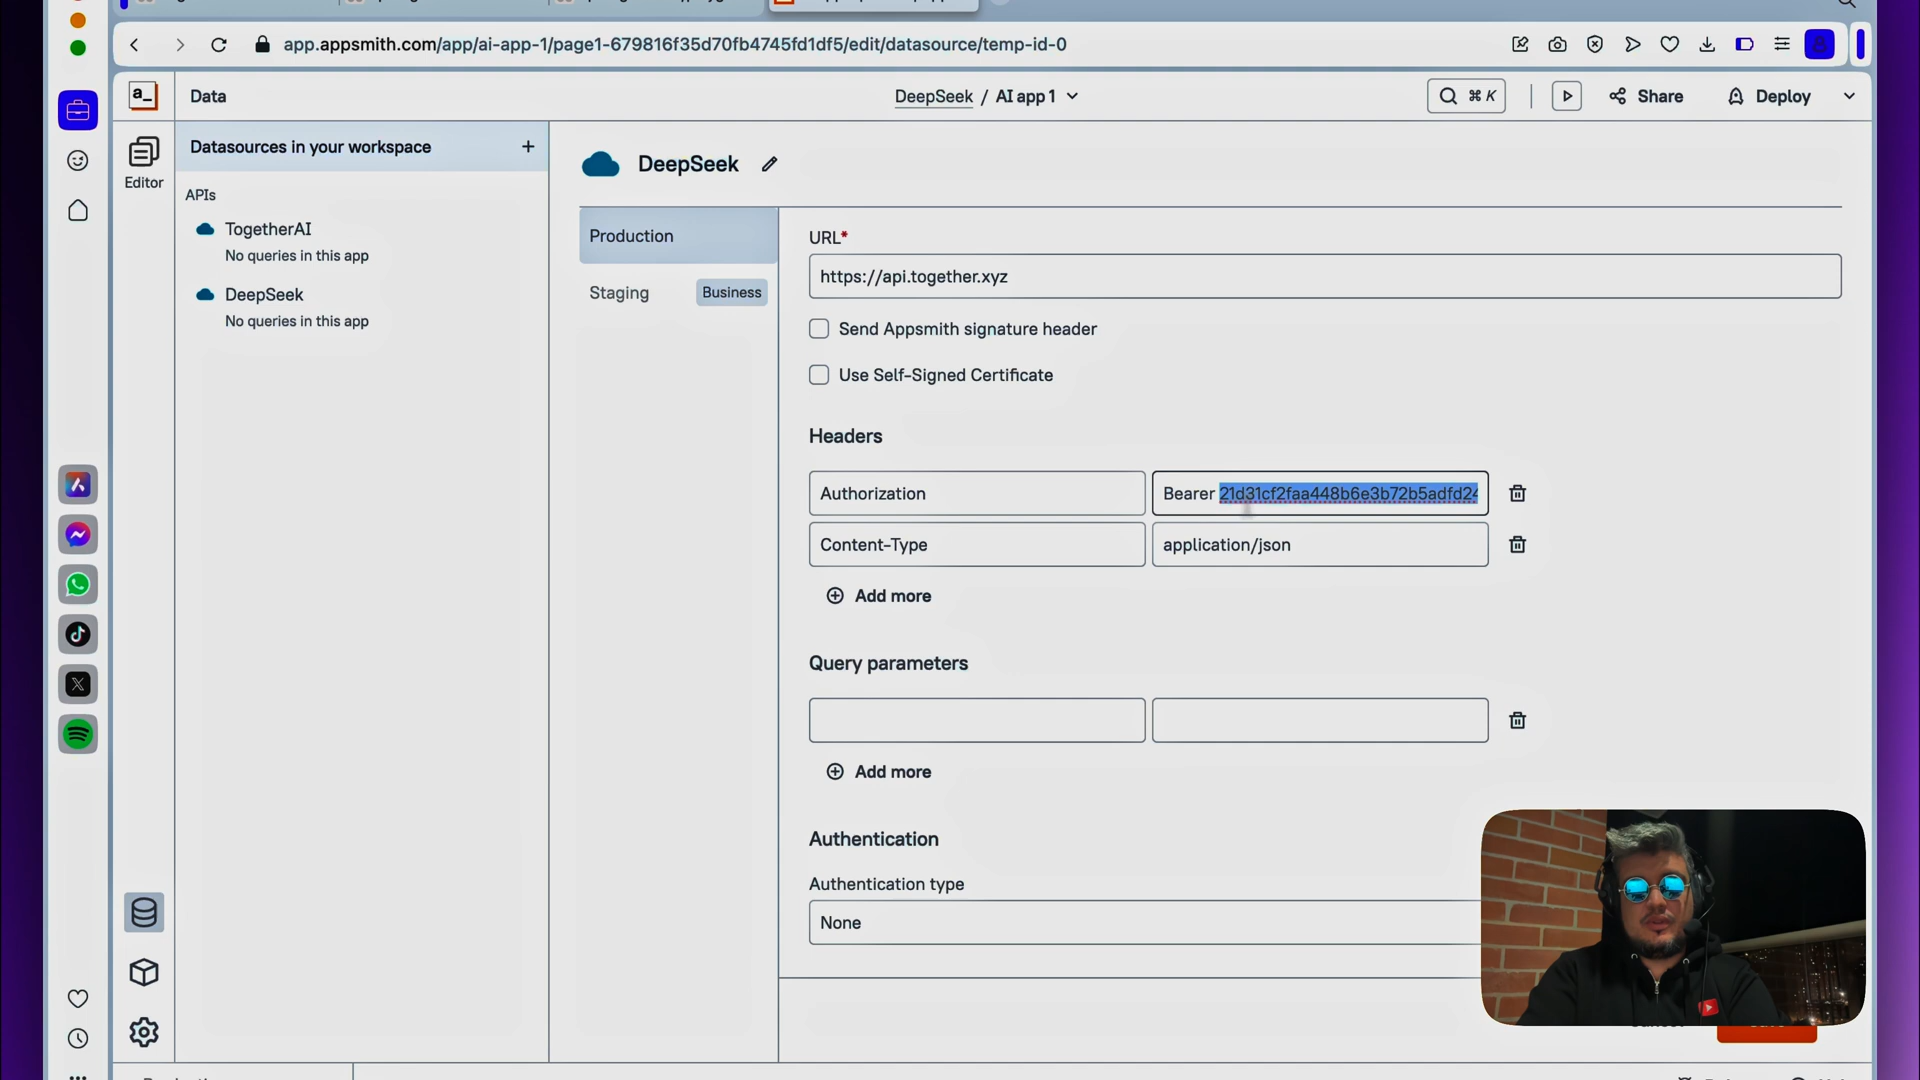 app.appsmith.com/app/ai-app-1/page1-679816f35d70fb4745fd1df5/edit/datasource/temp-id-0
a_
Data
DeepSeek / AI app 1
⌘ K
Share
Deploy
Editor
Datasources in your workspace
APIs
TogetherAI
No queries in this app
DeepSeek
No queries in this app
DeepSeek
Production
Staging
Business
URL*
https://api.together.xyz
Send Appsmith signature header
Use Self-Signed Certificate
Headers
Authorization
Bearer 21d31cf2faa448b6e3b72b5adfd24
Content-Type
application/json
Add more
Query parameters
Add more
Authentication
Authentication type
None